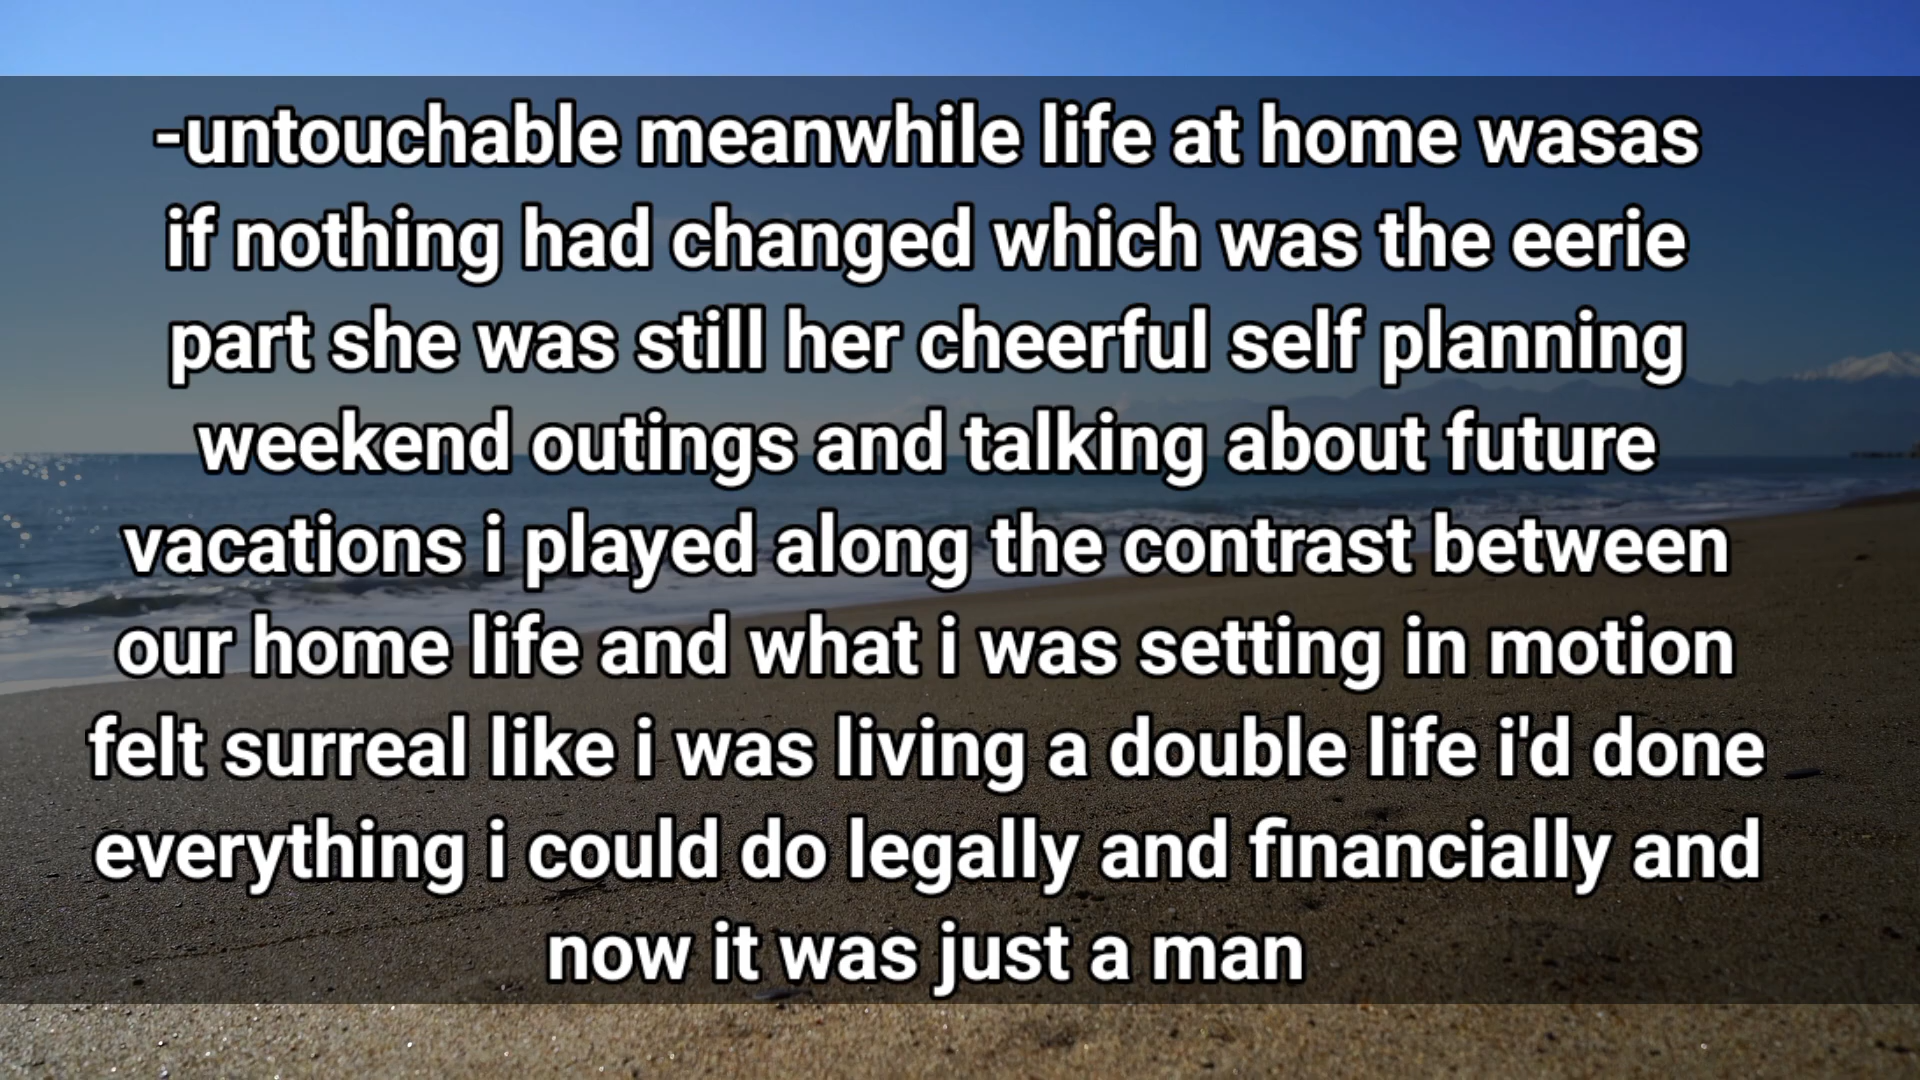 -untouchable meanwhile life at home wasas
if nothing had changed which was the eerie
part she was still her cheerful self planning
weekend outings and talking about future
vacations i played along the contrast between
our home life and what i was setting in motion
felt surreal like i was living a double life i'd done
everything i could do legally and financially and
now it was just a man